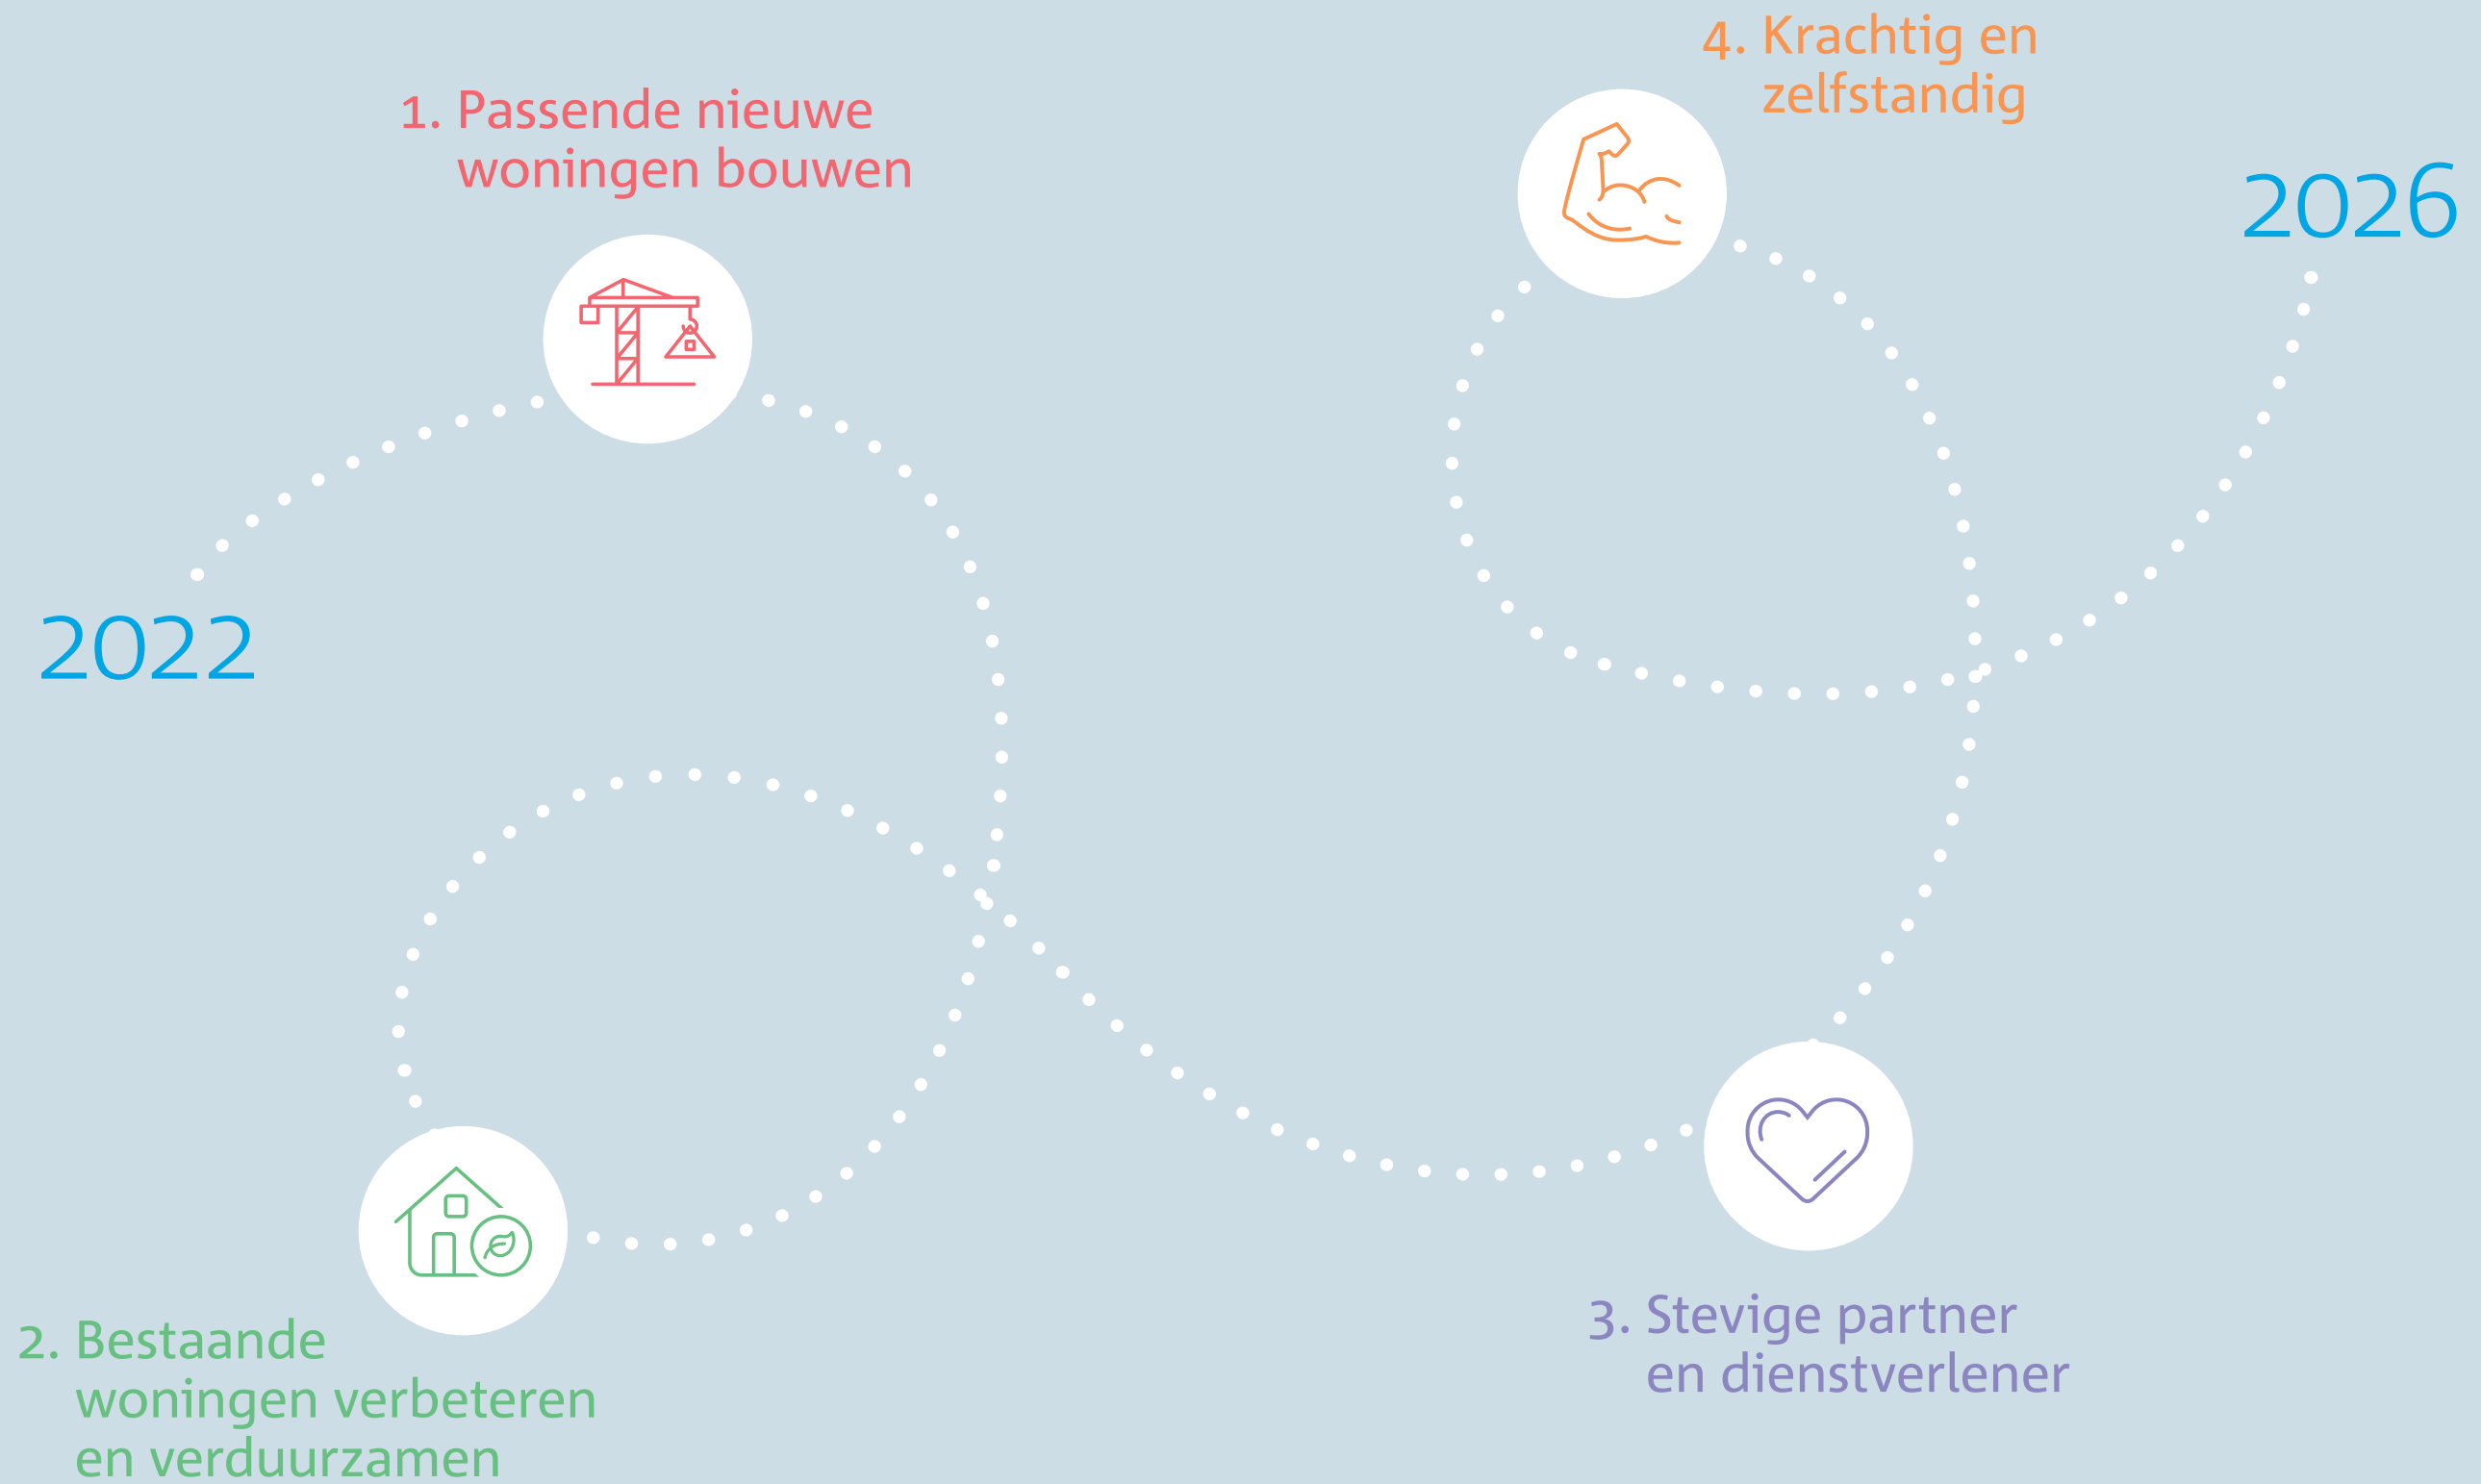 2022
1. Passende nieuwe
woningen bouwen
2. Bestaande
woningen verbeteren
en verduurzamen
3. Stevige partner
en dienstverlener
4. Krachtig en
zelfstandig
2026